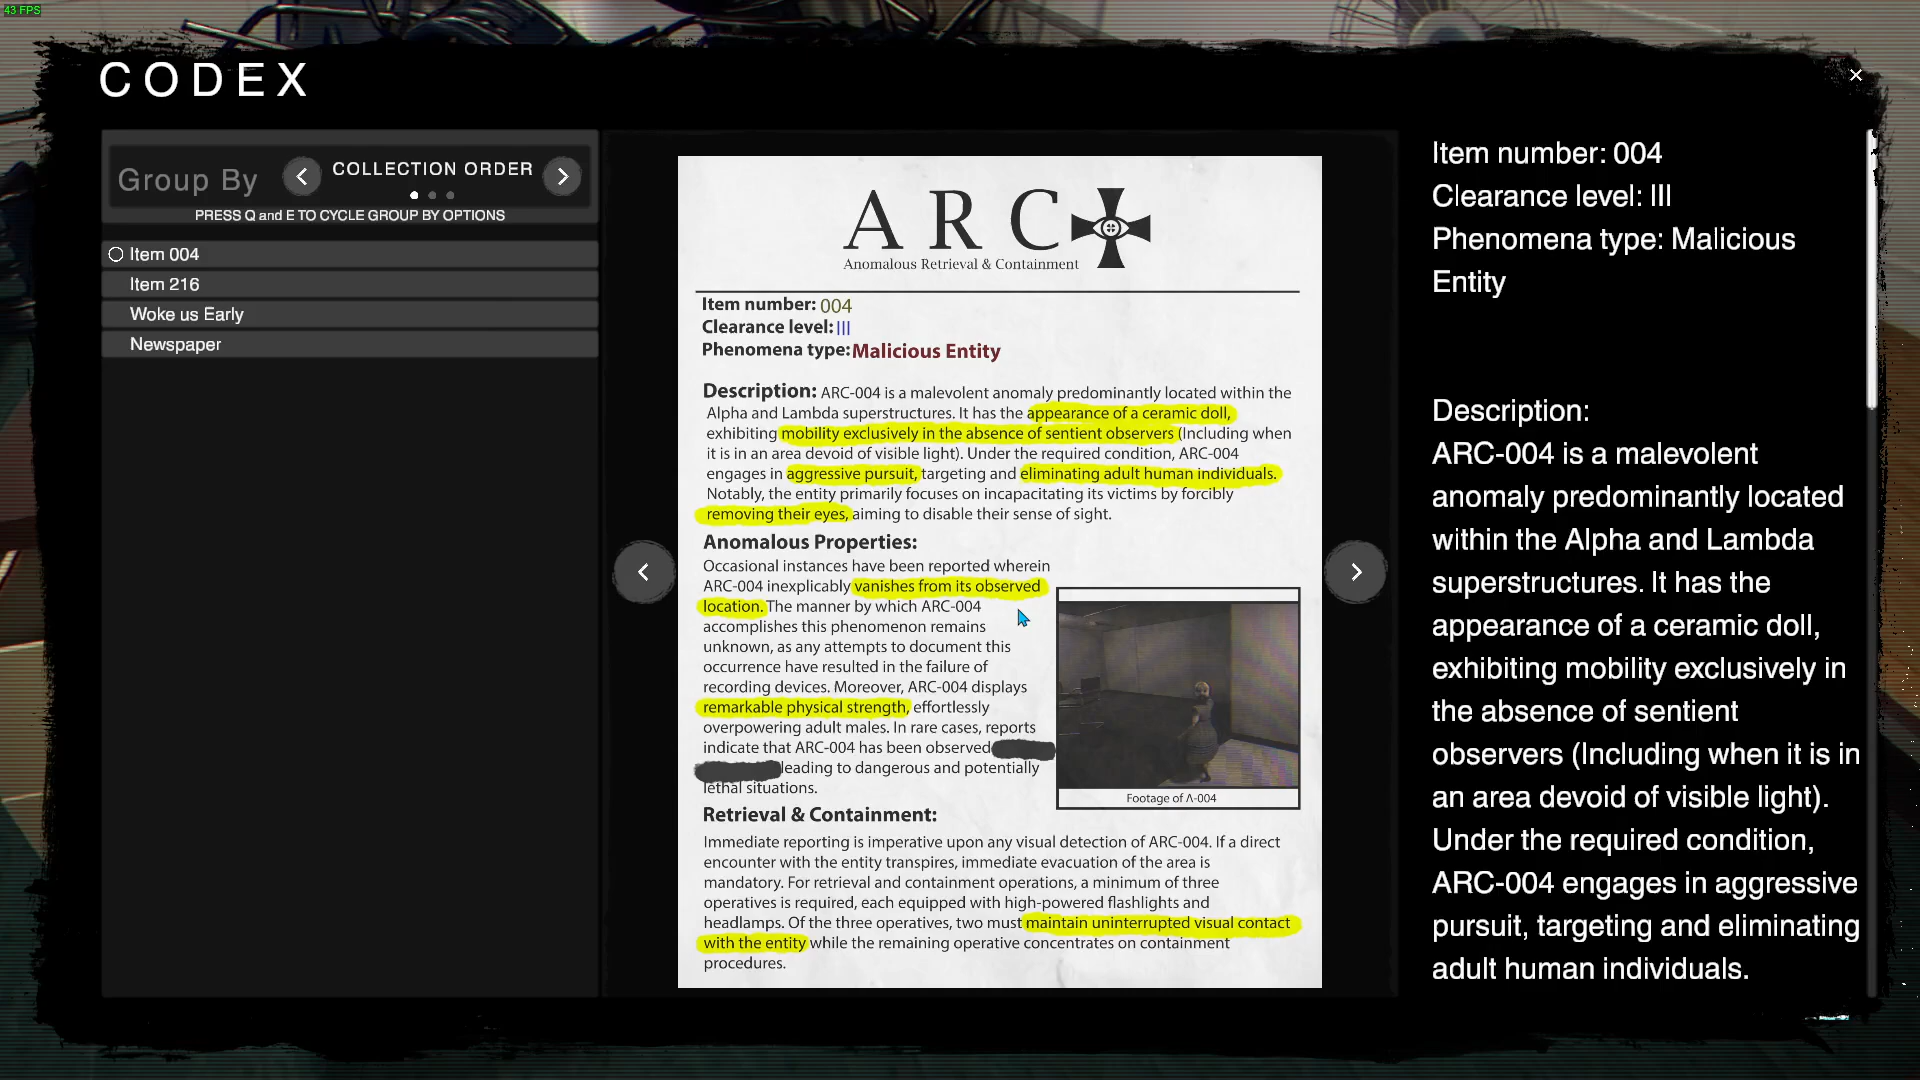 43 FPS
CODEX
Group By
COLLECTION ORDER
PRESS Q and E TO CYCLE GROUP BY OPTIONS
Item 004
Item 216
Woke us Early
Newspaper
ARC
Anomalous Retrieval & Containment
Item number: 004
Clearance level: III
Phenomena type: Malicious Entity
Description: ARC-004 is a malevolent anomaly predominantly located within the
Alpha and Lambda superstructures. It has the appearance of a ceramic doll,
exhibiting mobility exclusively in the absence of sentient observers (Including when
it is in an area devoid of visible light). Under the required condition, ARC-004
engages in aggressive pursuit, targeting and eliminating adult human individuals.
Notably, the entity primarily focuses on incapacitating its victims by forcibly
removing their eyes, aiming to disable their sense of sight.
Anomalous Properties:
Occasional instances have been reported wherein
ARC-004 inexplicably vanishes from its observed
location. The manner by which ARC-004
accomplishes this phenomenon remains
unknown, as any attempts to document this
occurrence have resulted in the failure of
recording devices. Moreover, ARC-004 displays
remarkable physical strength, effortlessly
overpowering adult males. In rare cases, reports
indicate that ARC-004 has been observed
leading to dangerous and potentially
lethal situations.
Footage of Λ-004
Retrieval & Containment:
Immediate reporting is imperative upon any visual detection of ARC-004. If a direct
encounter with the entity transpires, immediate evacuation of the area is
mandatory. For retrieval and containment operations, a minimum of three
operatives is required, each equipped with high-powered flashlights and
headlamps. Of the three operatives, two must maintain uninterrupted visual contact
with the entity while the remaining operative concentrates on containment
procedures.
Item number: 004
Clearance level: III
Phenomena type: Malicious
Entity
Description:
ARC-004 is a malevolent
anomaly predominantly located
within the Alpha and Lambda
superstructures. It has the
appearance of a ceramic doll,
exhibiting mobility exclusively in
the absence of sentient
observers (Including when it is in
an area devoid of visible light).
Under the required condition,
ARC-004 engages in aggressive
pursuit, targeting and eliminating
adult human individuals.